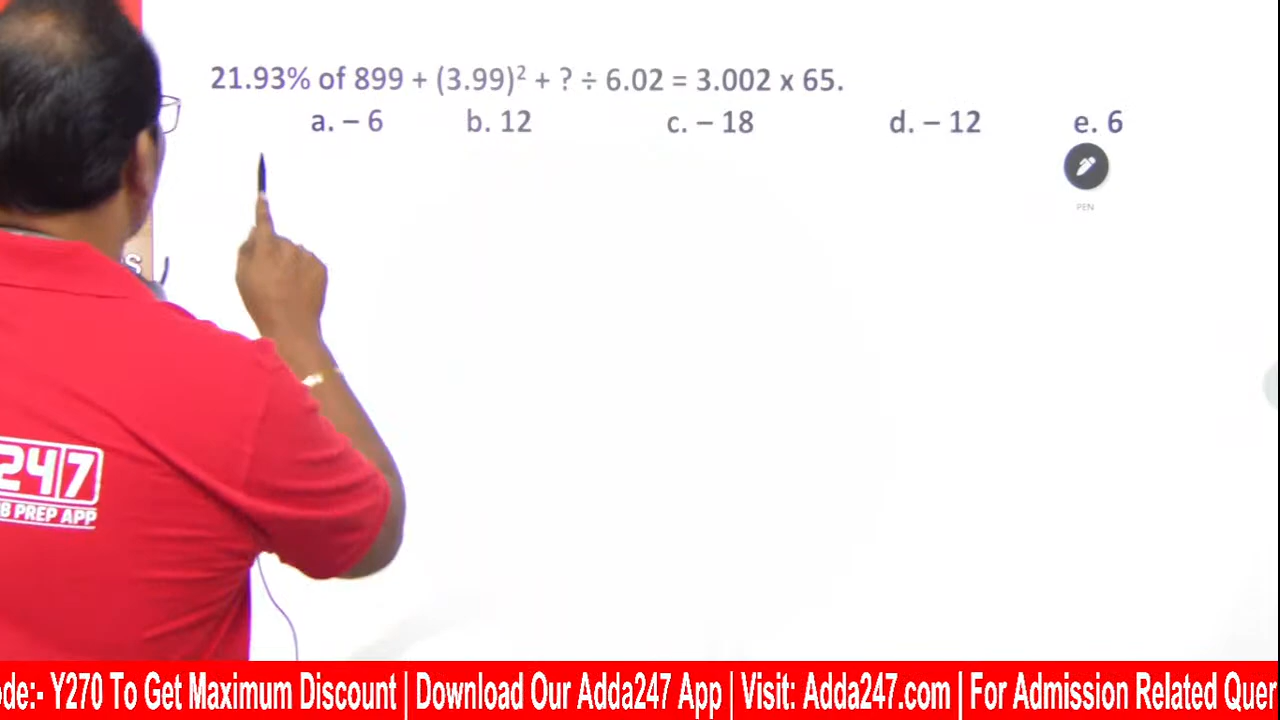 21.93% of 899 + (3.99)² + ? ÷ 6.02 = 3.002 x 65.
a. – 6 b. 12 c. – 18 d. – 12 e. 6
PEN
S
247
B PREP APP
ode:- Y270 To Get Maximum Discount | Download Our Adda247 App | Visit: Adda247.com | For Admission Related Quer